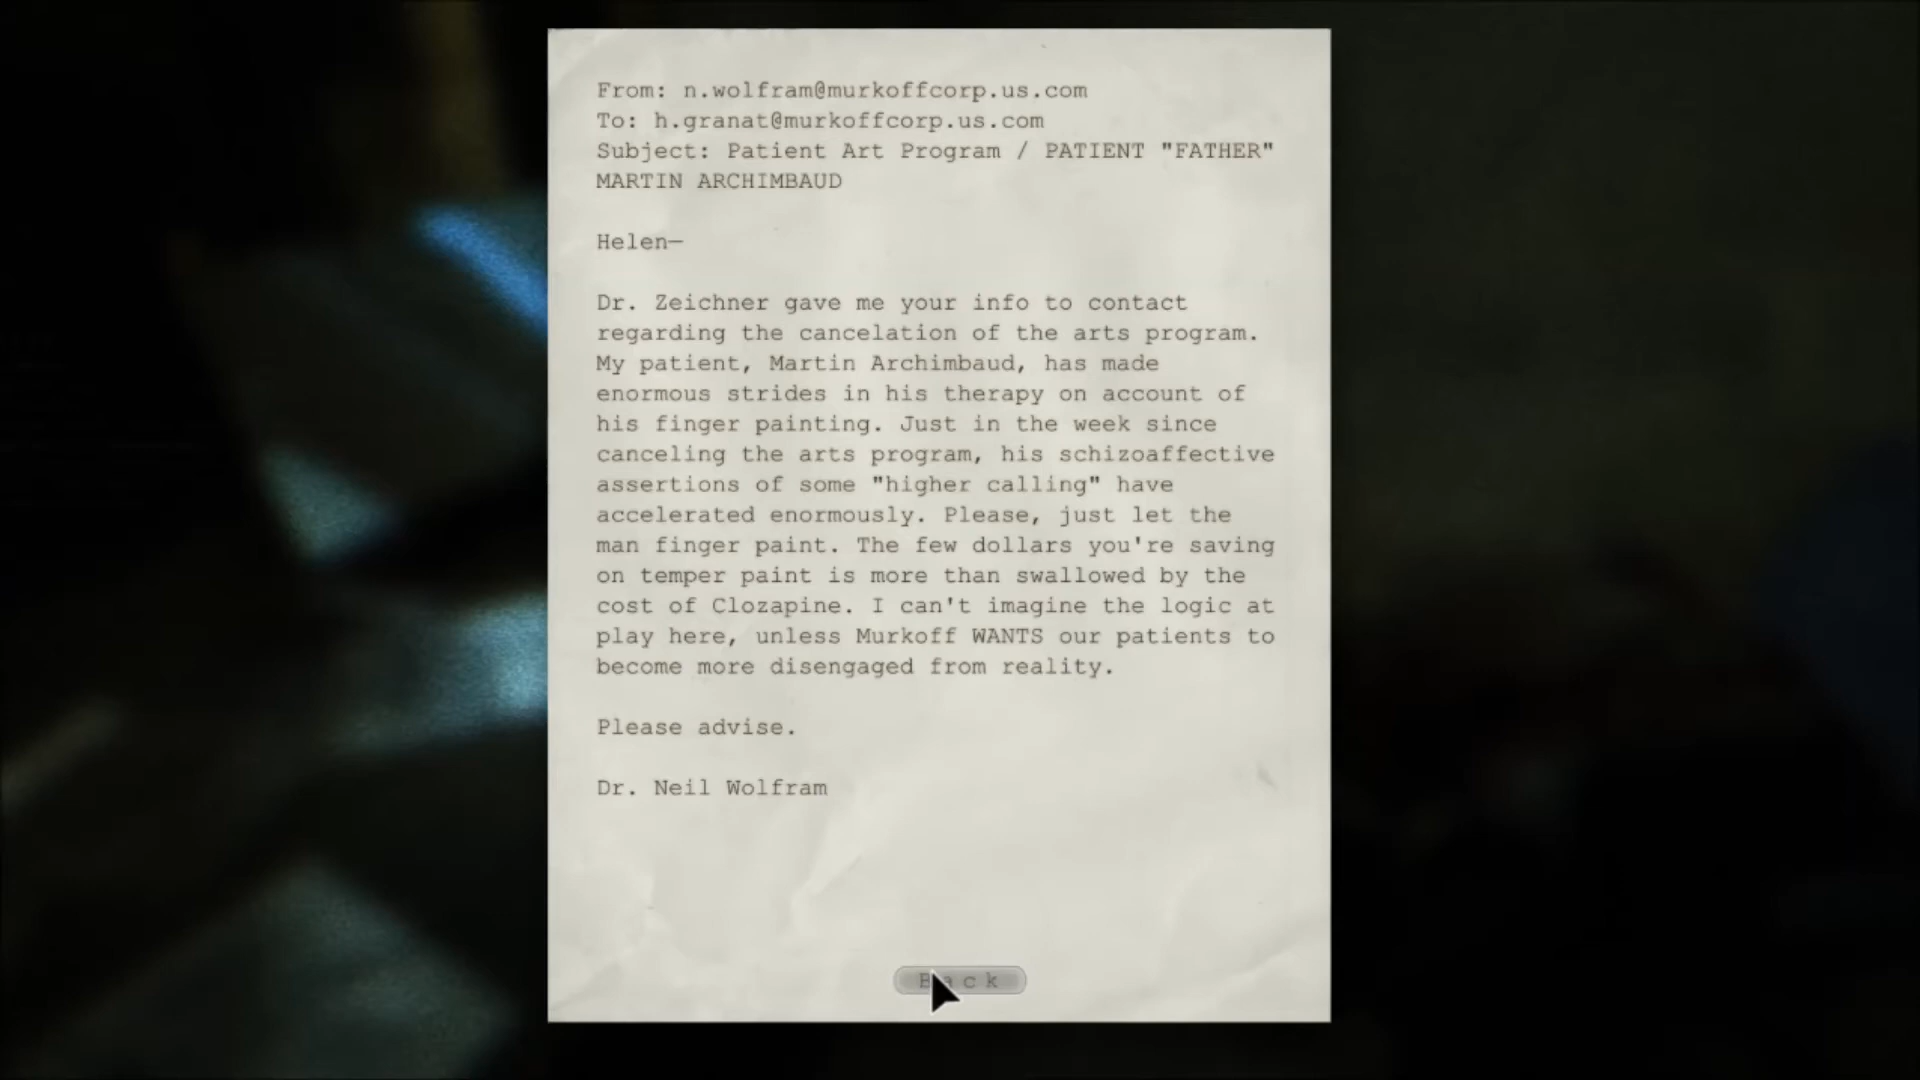 From: n.wolfram@murkoffcorp.us.com
To: h.granat@murkoffcorp.us.com
Subject: Patient Art Program / PATIENT "FATHER"
MARTIN ARCHIMBAUD
Helen—
Dr. Zeichner gave me your info to contact
regarding the cancelation of the arts program.
My patient, Martin Archimbaud, has made
enormous strides in his therapy on account of
his finger painting. Just in the week since
canceling the arts program, his schizoaffective
assertions of some "higher calling" have
accelerated enormously. Please, just let the
man finger paint. The few dollars you're saving
on temper paint is more than swallowed by the
cost of Clozapine. I can't imagine the logic at
play here, unless Murkoff WANTS our patients to
become more disengaged from reality.
Please advise.
Dr. Neil Wolfram
Back